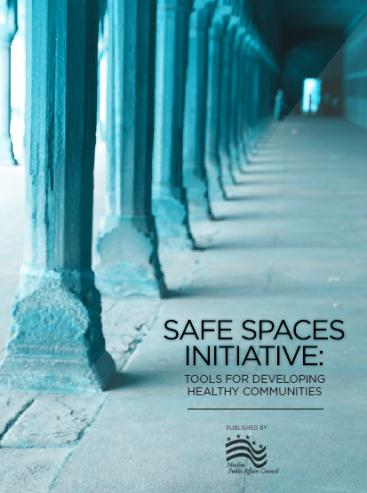 SAFE SPACES
INITIATIVE:
TOOLS FOR DEVELOPING
HEALTHY COMMUNITIES
PUBLISHED BY
Muslim
Public Affairs Council